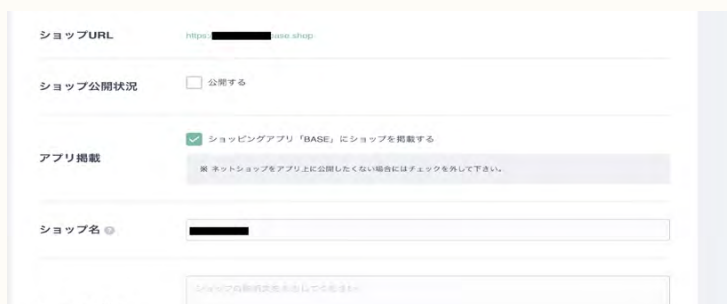 ショップURL
https: base.shop
ショップ公開状況
公開する
ショッピングアプリ「BASE」にショップを掲載する
アプリ掲載
※ ネットショップをアプリ上に公開したくない場合にはチェックを外して下さい。
ショップ名